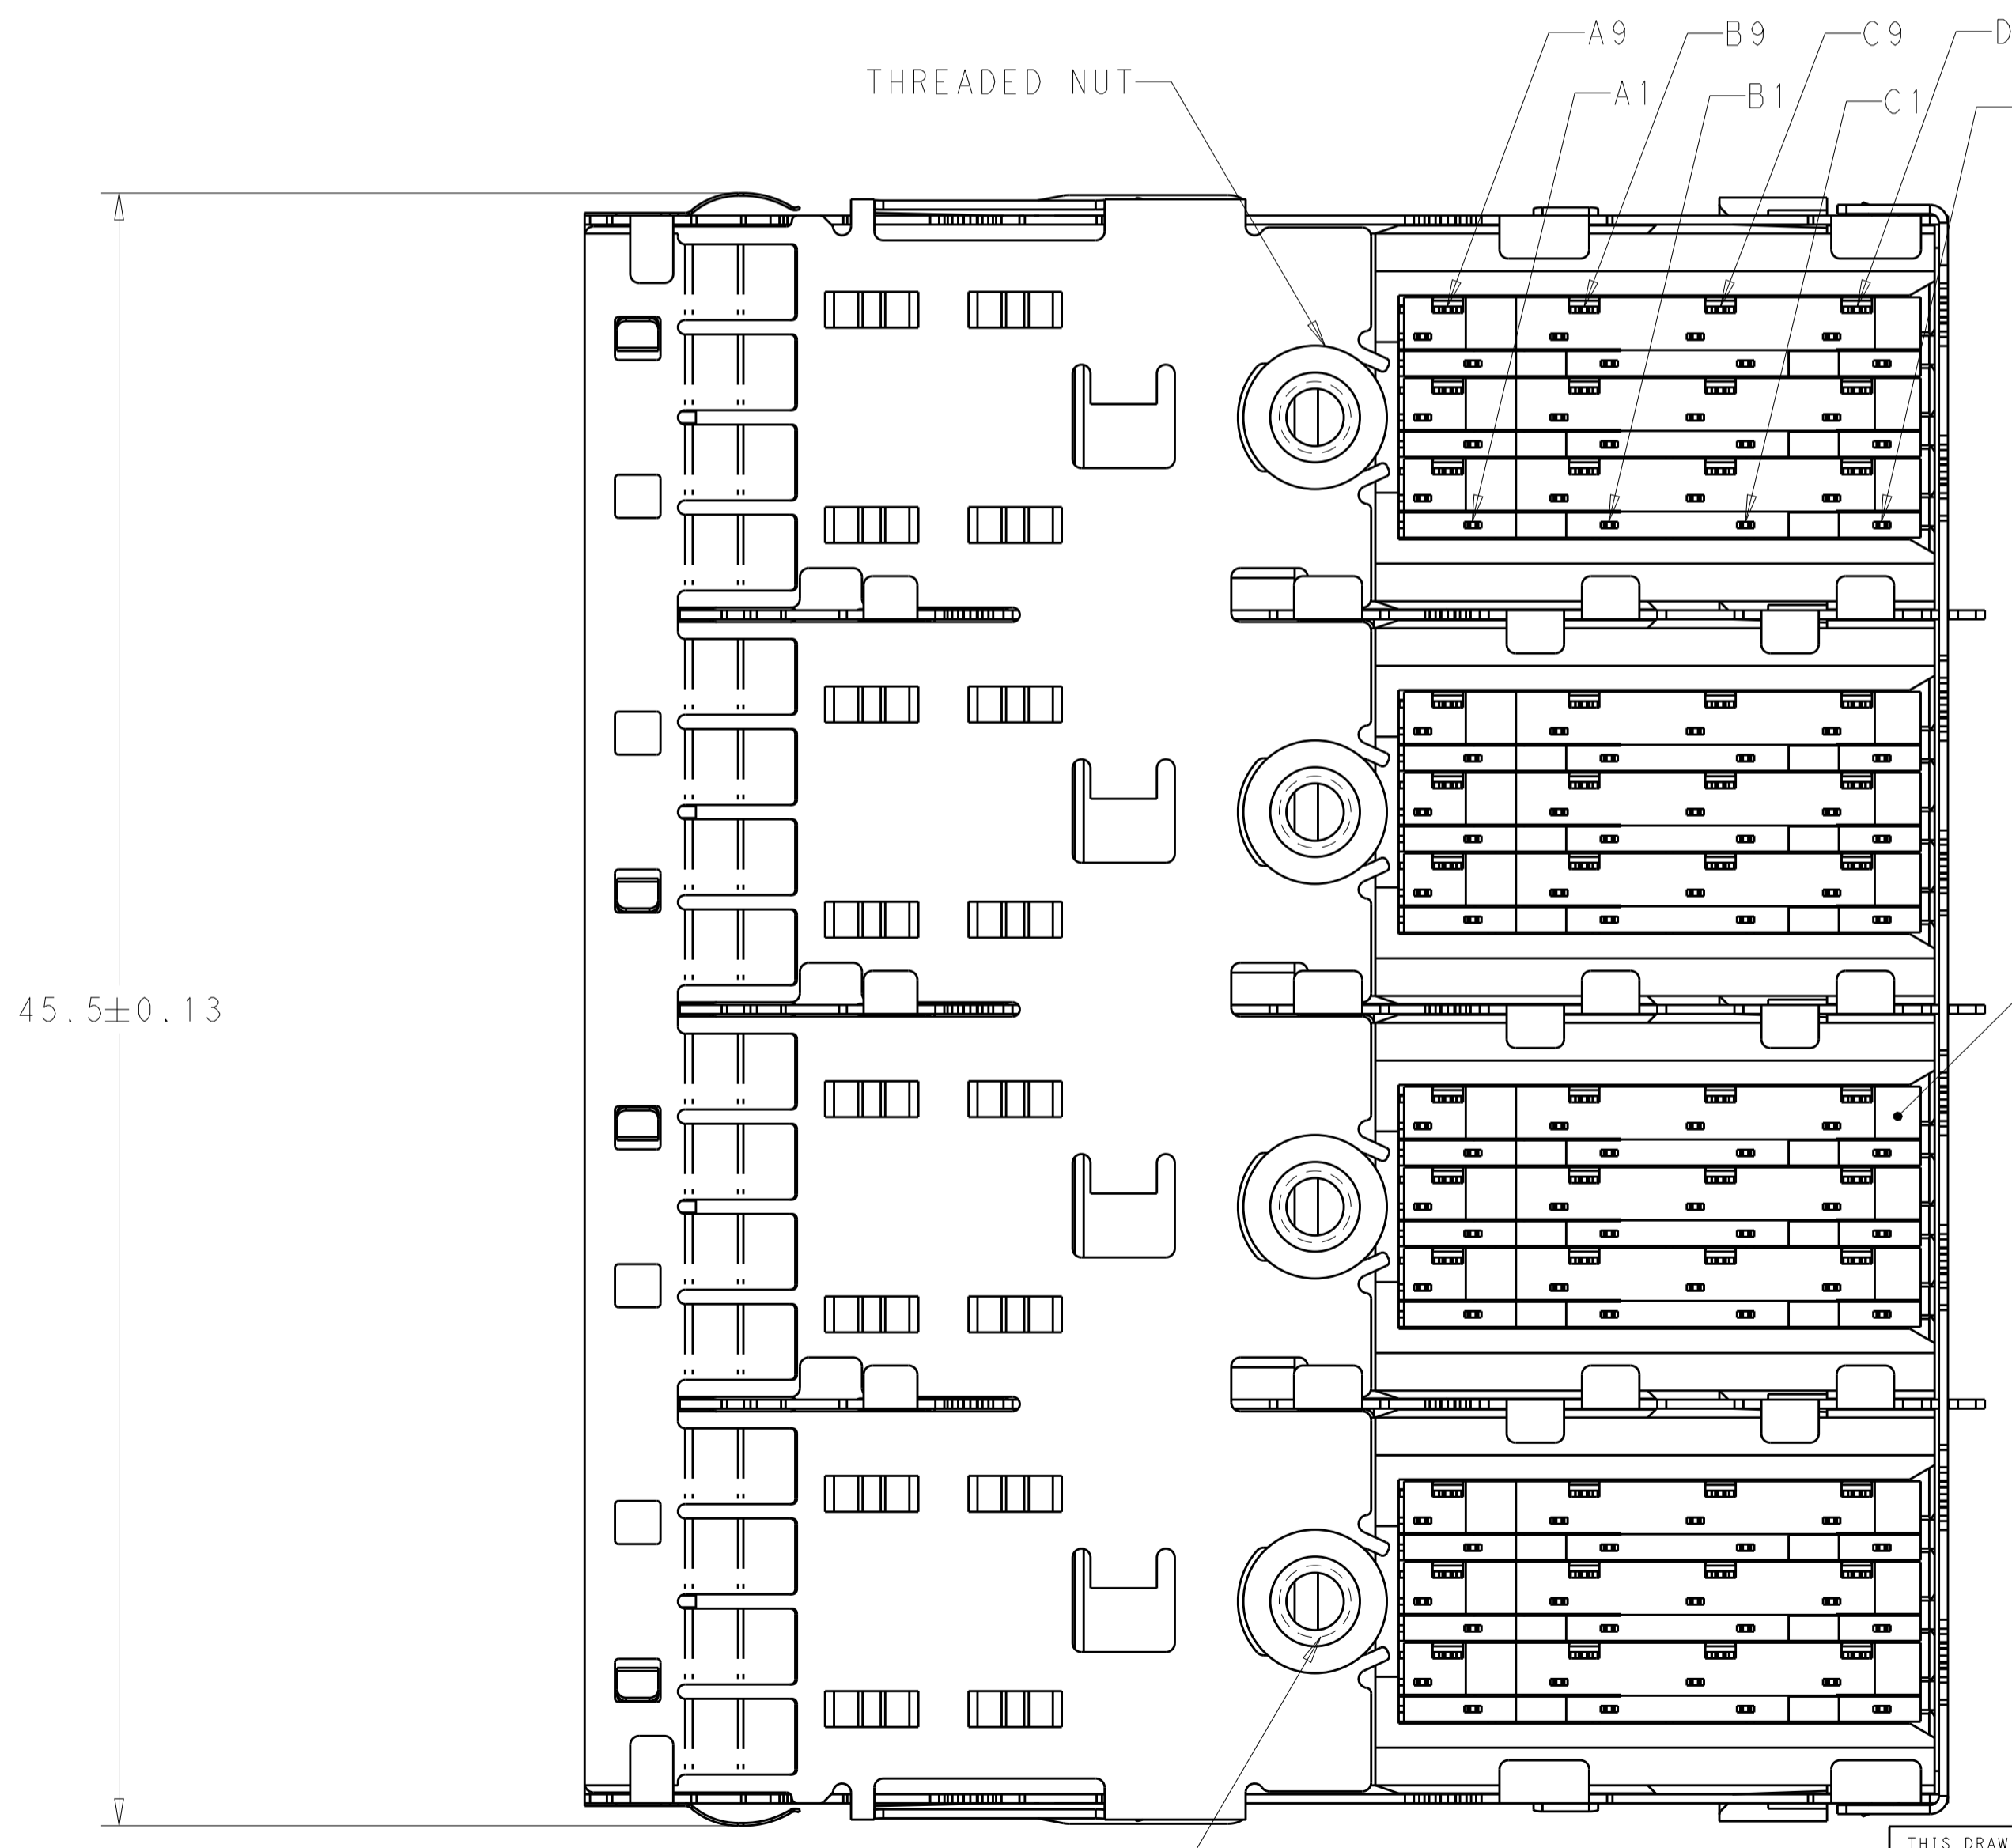 A9
B9
C9
D
THREADED NUT
A1
B1
C1
45.5±0.13
THIS DRAW